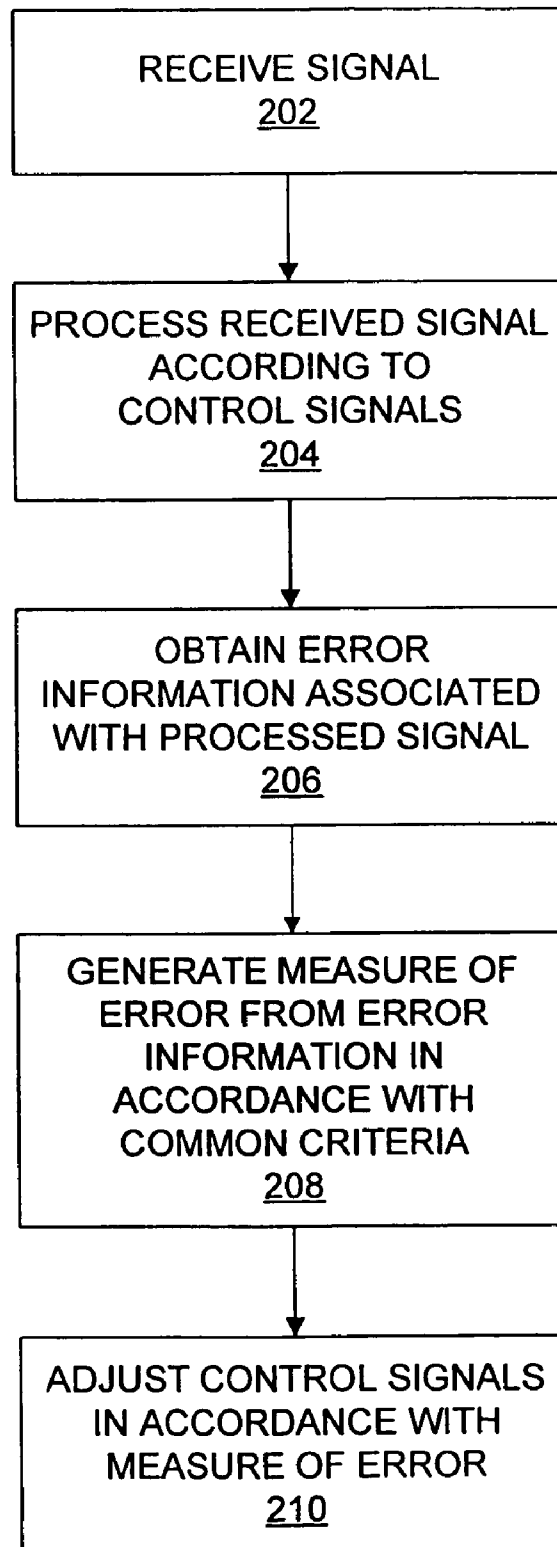 RECEIVE SIGNAL
202
PROCESS RECEIVED SIGNAL
ACCORDING TO
CONTROL SIGNALS
204
OBTAIN ERROR
INFORMATION ASSOCIATED
WITH PROCESSED SIGNAL
206
GENERATE MEASURE OF
ERROR FROM ERROR
INFORMATION IN
ACCORDANCE WITH
COMMON CRITERIA
208
ADJUST CONTROL SIGNALS
IN ACCORDANCE WITH
MEASURE OF ERROR
210